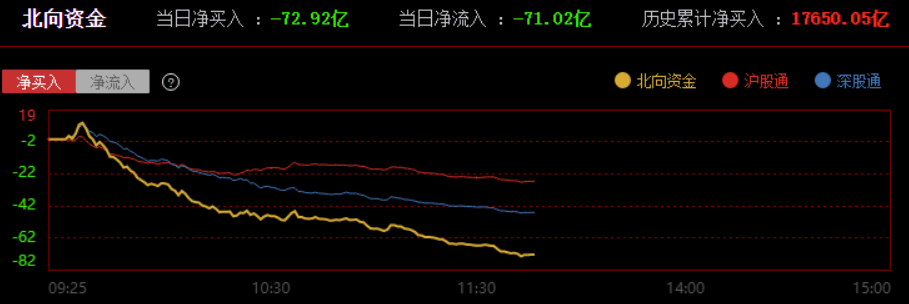 北向资金 当日净买入 ：-72.92亿 当日净流入 ：-71.02亿 历史累计净买入 ：17650.05亿
净买入 净流入 ? 北向资金 沪股通 深股通
19
-2
-22
-42
-62
-82
09:25 10:30 11:30 14:00 15:00